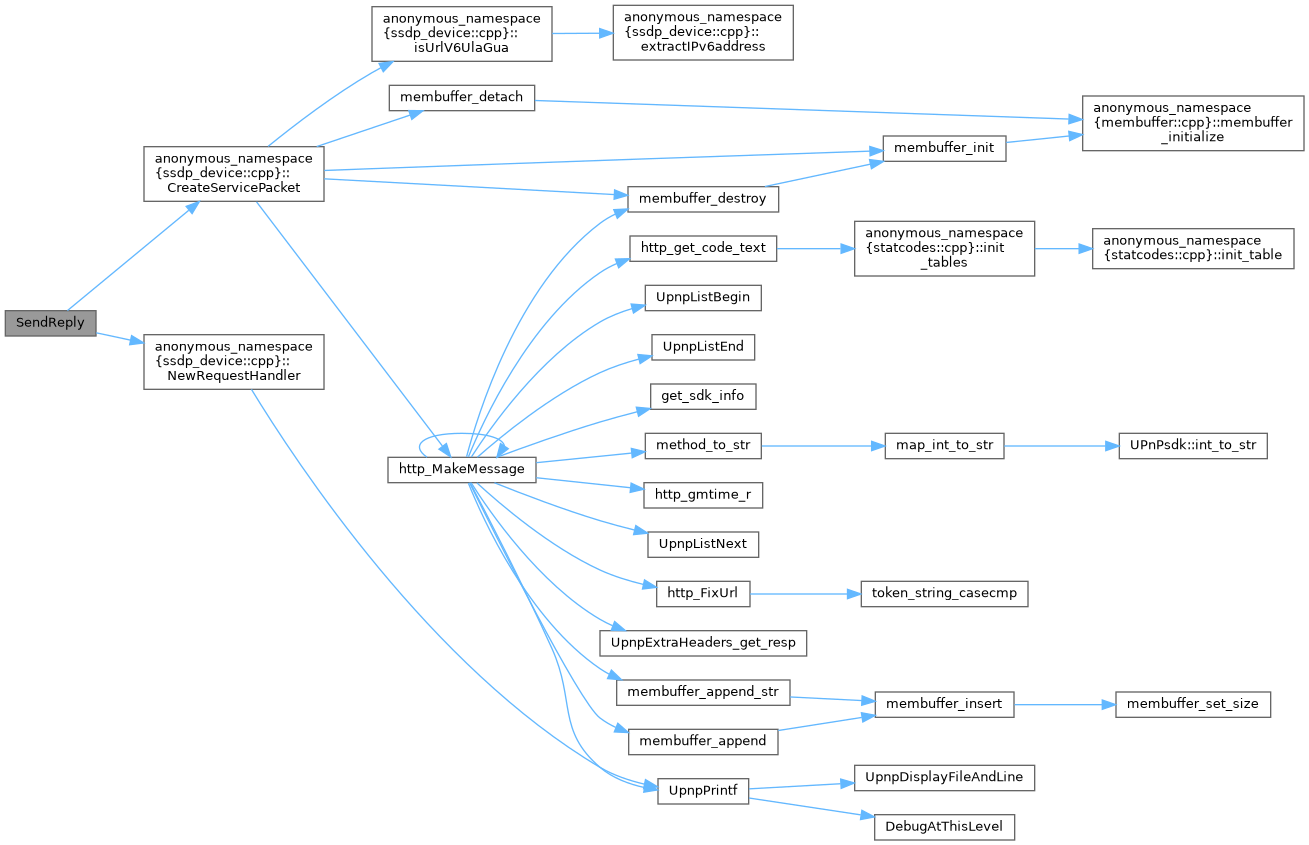 anonymous_namespace
{ssdp_device::cpp}::
isUrlV6UlaGua
anonymous_namespace
{ssdp_device::cpp}::
extractIPv6address
membuffer_detach
anonymous_namespace
{membuffer::cpp}::membuffer
_initialize
membuffer_init
anonymous_namespace
{ssdp_device::cpp}::
CreateServicePacket
membuffer_destroy
http_get_code_text
anonymous_namespace
{statcodes::cpp}::init
_tables
anonymous_namespace
{statcodes::cpp}::init_table
UpnpListBegin
SendReply
UpnpListEnd
anonymous_namespace
{ssdp_device::cpp}::
NewRequestHandler
get_sdk_info
method_to_str
map_int_to_str
UPnPsdk::int_to_str
http_MakeMessage
http_gmtime_r
UpnpListNext
http_FixUrl
token_string_casecmp
UpnpExtraHeaders_get_resp
membuffer_append_str
membuffer_insert
membuffer_set_size
membuffer_append
UpnpPrintf
UpnpDisplayFileAndLine
DebugAtThisLevel